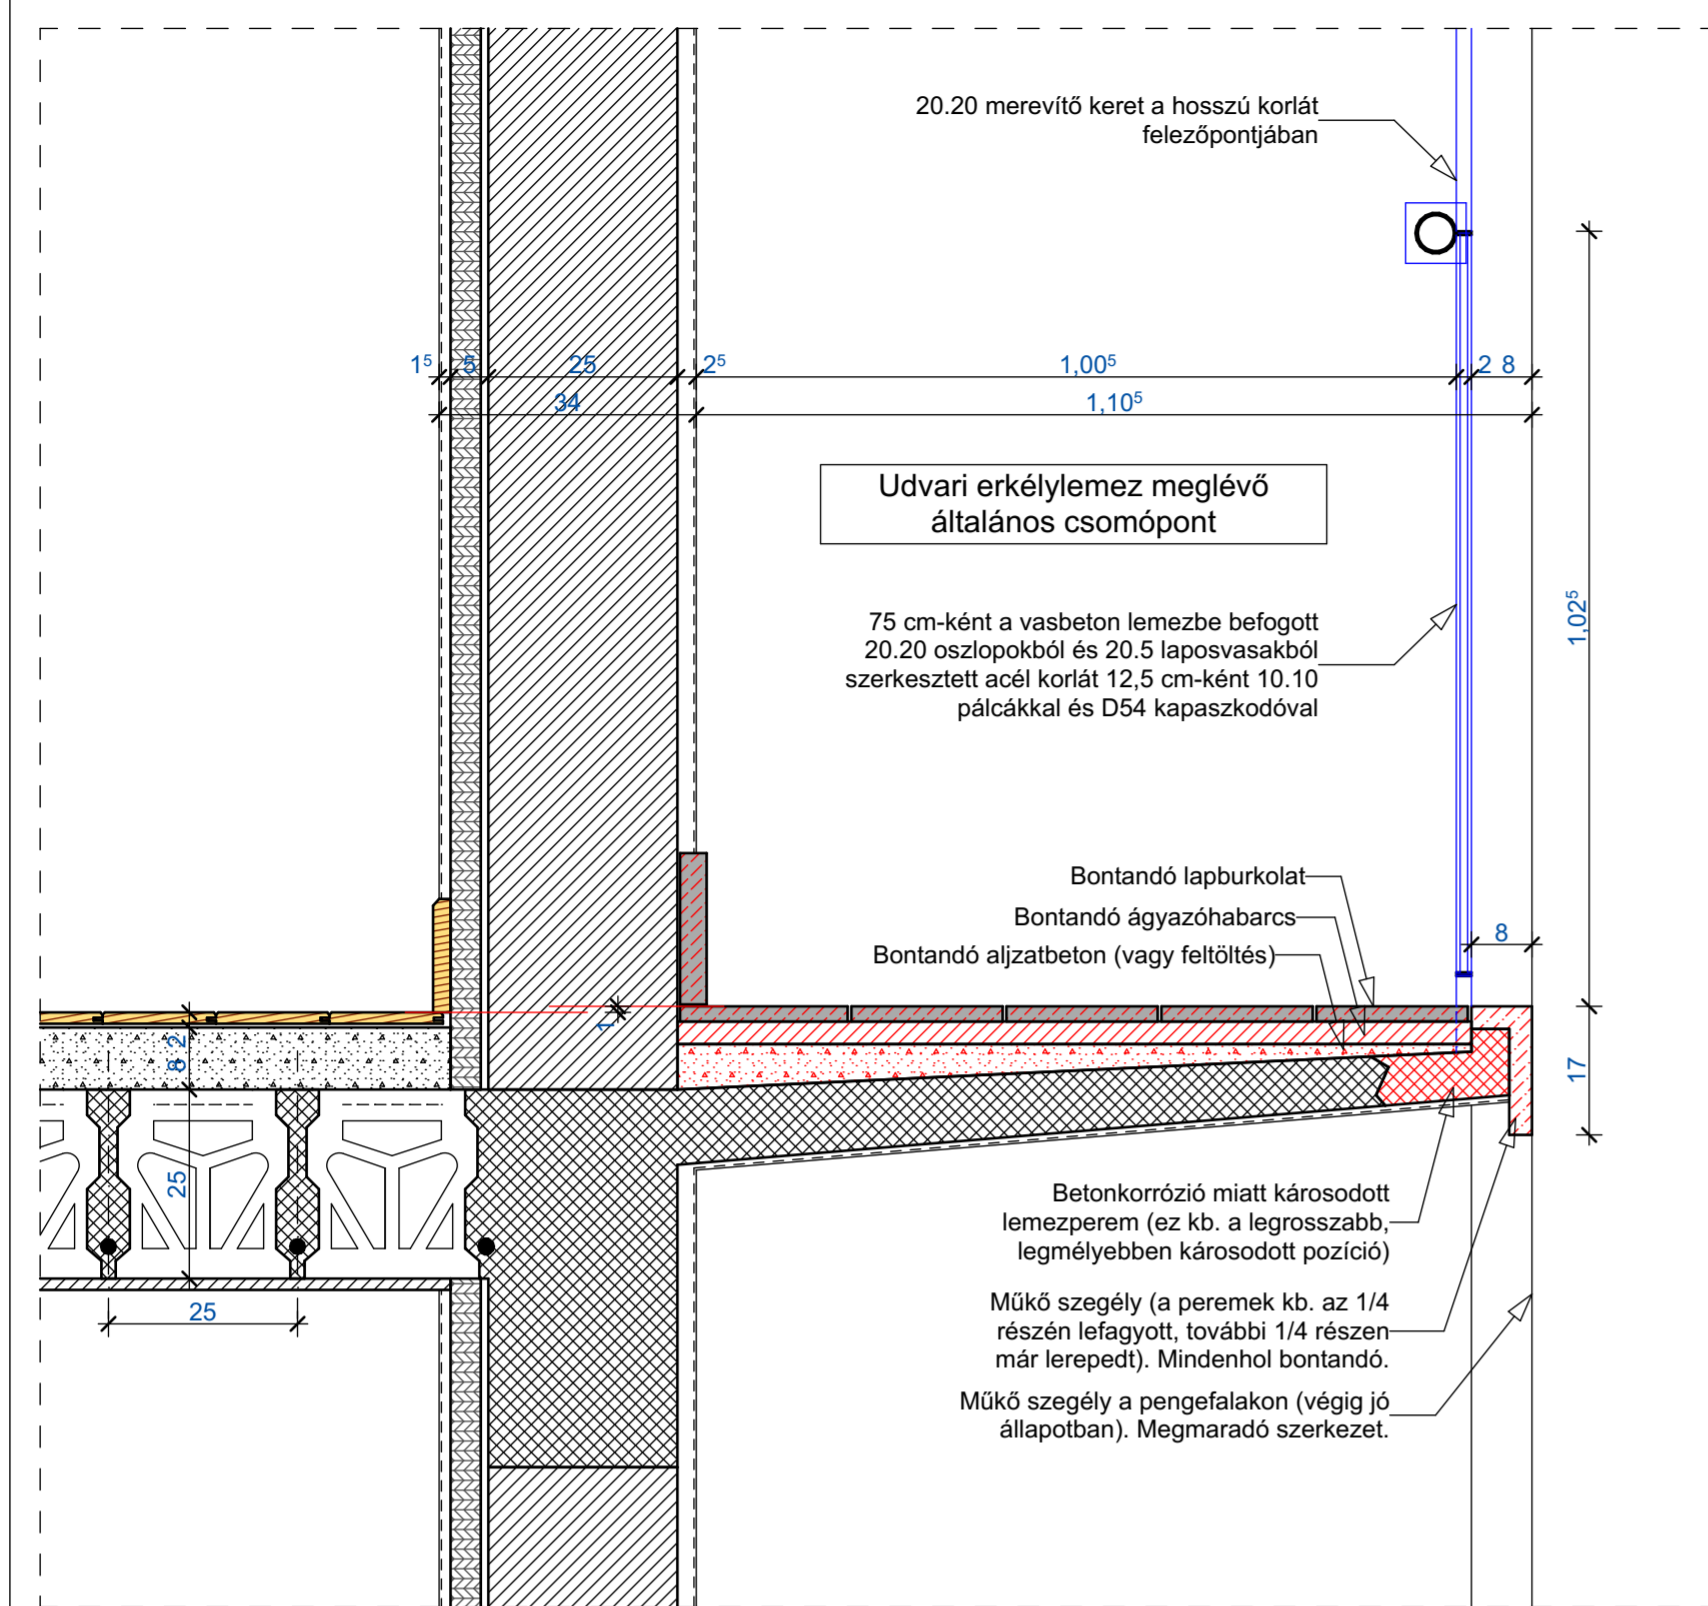 20.20 merevítő keret a hosszú korlát
felezőpontjában
1⁵ 5 25 2⁵ 1,00⁵ 2 8
34 1,10⁵
Udvari erkélylemez meglévő
általános csomópont
1,02⁵
75 cm-ként a vasbeton lemezbe befogott
20.20 oszlopokból és 20.5 laposvasakból
szerkesztett acél korlát 12,5 cm-ként 10.10
pálcákkal és D54 kapaszkodóval
Bontandó lapburkolat
Bontandó ágyazóhabarcs
Bontandó aljzatbeton (vagy feltöltés)
8
1
8 2
17
25
25
Betonkorrózió miatt károsodott
lemezperem (ez kb. a legrosszabb,
legmélyebben károsodott pozíció)
Műkő szegély (a peremek kb. az 1/4
részén lefagyott, további 1/4 részen
már lerepedt). Mindenhol bontandó.
Műkő szegély a pengefalakon (végig jó
állapotban). Megmaradó szerkezet.